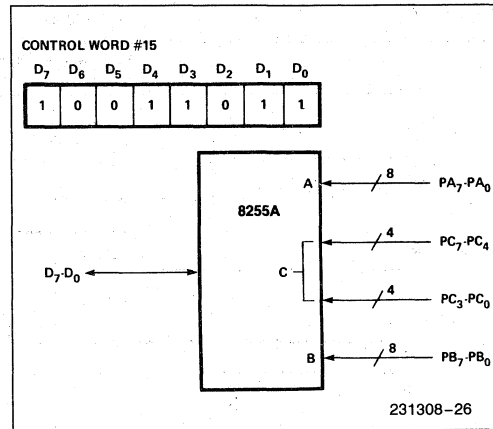 CONTROL WORD #15
D7 D6 D5 D4 D3 D2 D1 D0
1 0 0 1 1 0 1 1
A
8
PA7-PA0
8255A
4
PC7-PC4
D7-D0
C
4
PC3-PC0
B
8
PB7-PB0
231308-26